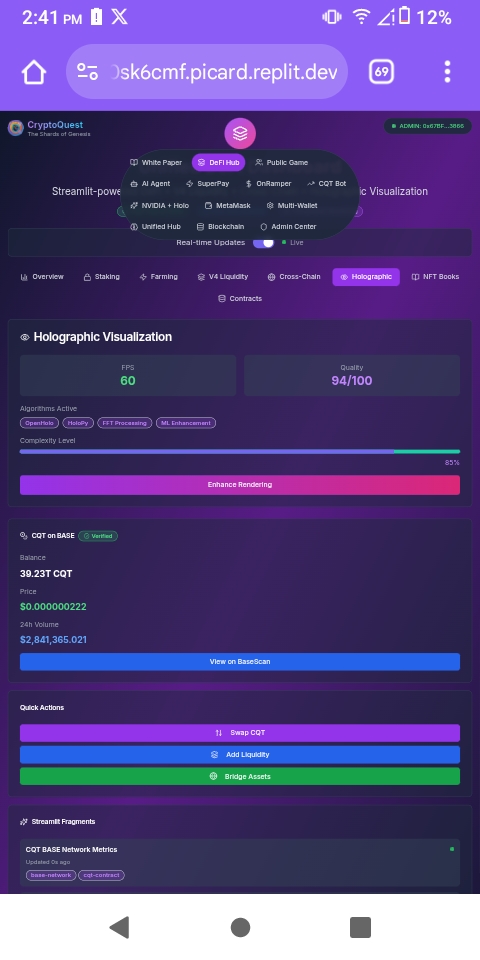 2:41 PM 12%
0sk6cmf.picard.replit.dev 69
CryptoQuest
The Shards of Genesis
ADMIN: 0x67BF...3866
White Paper DeFi Hub Public Game
AI Agent SuperPay OnRamper CQT Bot
Streamlit-powe ic Visualization
NVIDIA + Holo MetaMask Multi-Wallet
Unified Hub Blockchain Admin Center
Real-time Updates Live
Overview Staking Farming V4 Liquidity Cross-Chain Holographic NFT Books
Contracts
Holographic Visualization
FPS
60
Quality
94/100
Algorithms Active
OpenHolo HoloPy FFT Processing ML Enhancement
Complexity Level
85%
Enhance Rendering
CQT on BASE Verified
Balance
39.23T CQT
Price
$0.000000222
24h Volume
$2,841,365.021
View on BaseScan
Quick Actions
Swap CQT
Add Liquidity
Bridge Assets
Streamlit Fragments
CQT BASE Network Metrics
Updated 0s ago
base-network cqt-contract